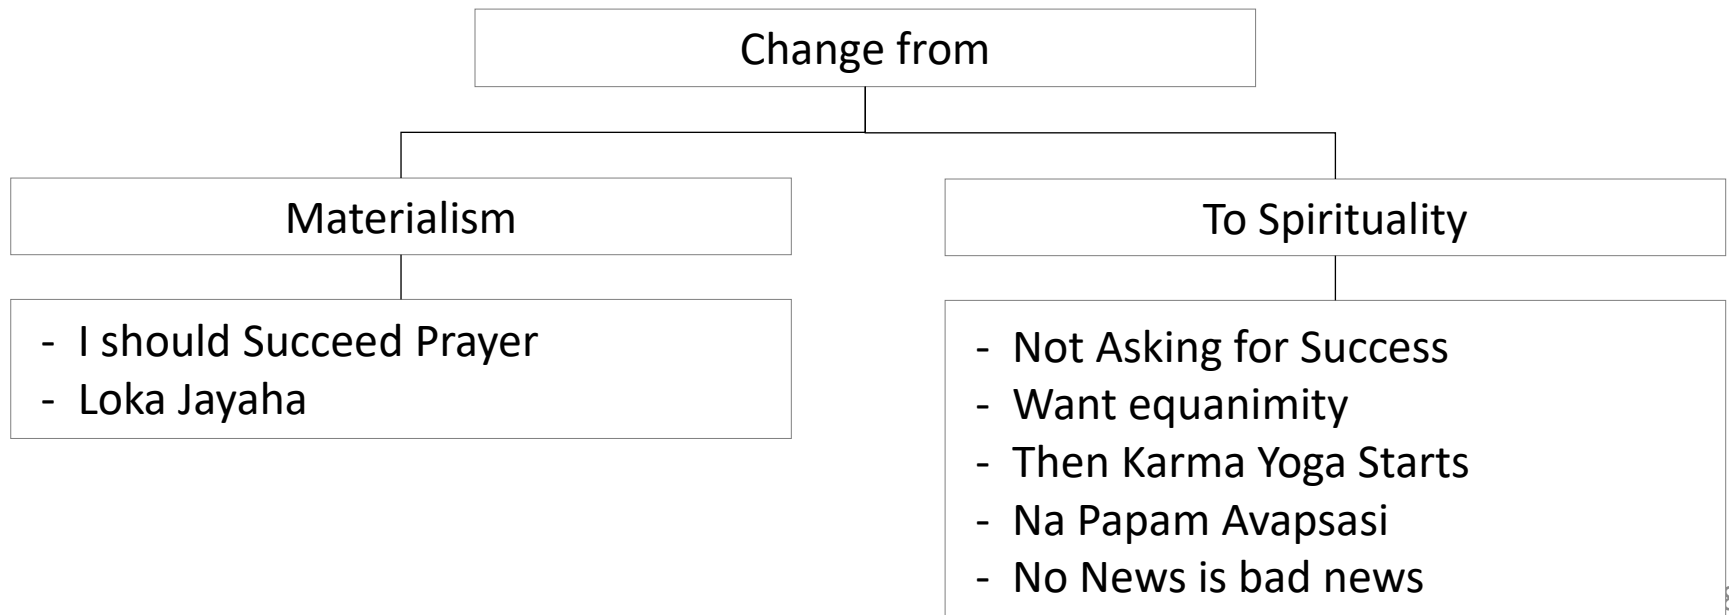 Change from
Materialism
To Spirituality
- I should Succeed Prayer
- Loka Jayaha
- Not Asking for Success
- Want equanimity
- Then Karma Yoga Starts
- Na Papam Avapsasi
- No News is bad news